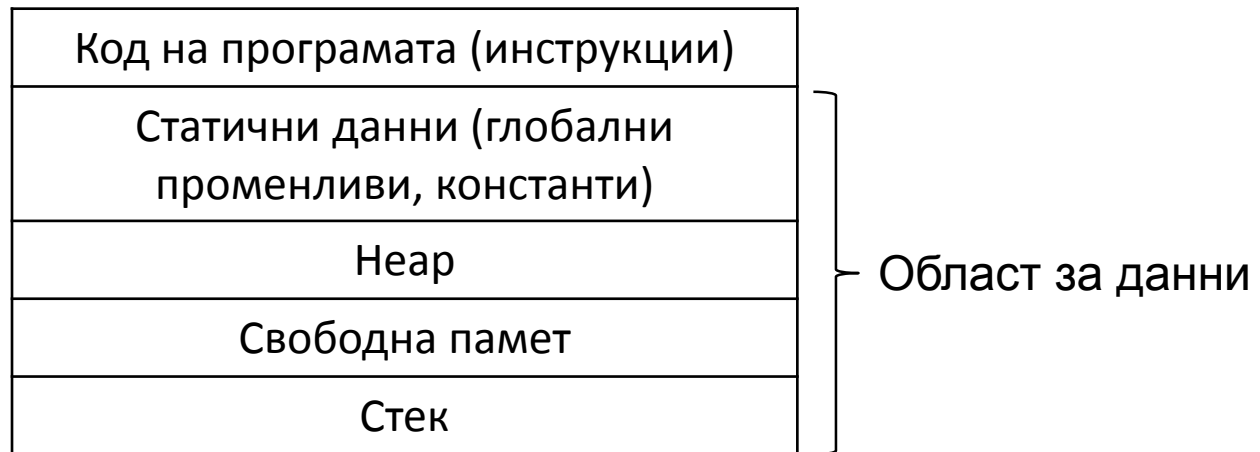 Код на програмата (инструкции)
Статични данни (глобални
променливи, константи)
Heap
Област за данни
Свободна памет
Стек